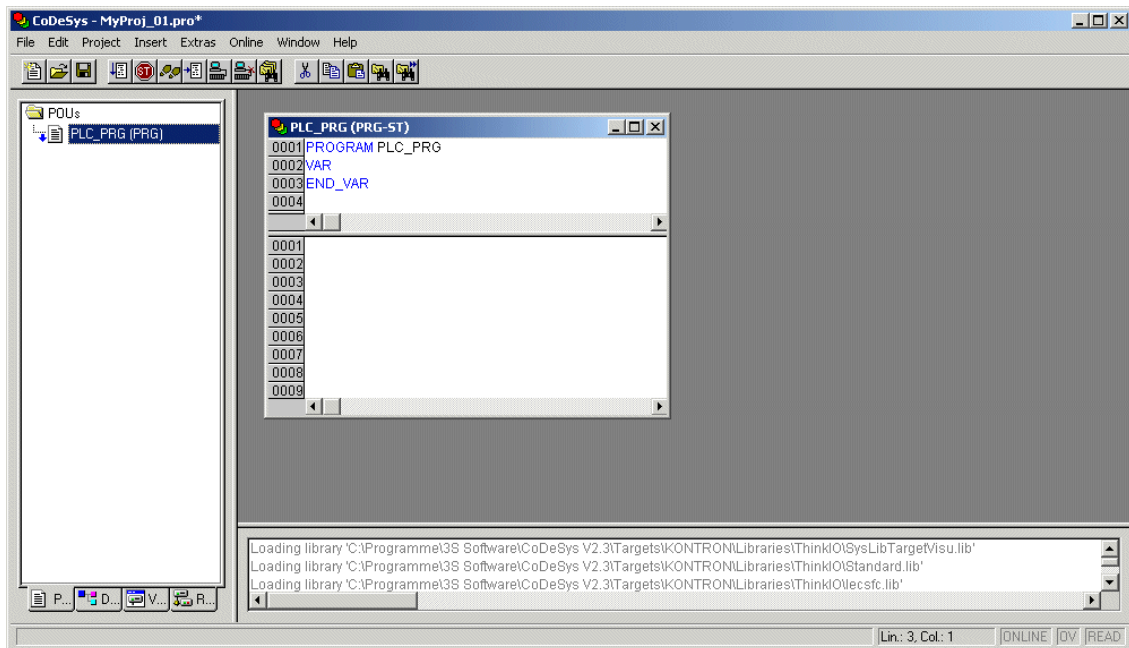 CoDeSys - MyProj_01.pro*
File Edit Project Insert Extras Online Window Help
POUs
PLC_PRG (PRG)
PLC_PRG (PRG-ST)
0001 PROGRAM PLC_PRG
0002 VAR
0003 END_VAR
0004
0001
0002
0003
0004
0005
0006
0007
0008
0009
Loading library 'C:\Programme\3S Software\CoDeSys V2.3\Targets\KONTRON\Libraries\ThinkIO\SysLibTargetVisu.lib'
Loading library 'C:\Programme\3S Software\CoDeSys V2.3\Targets\KONTRON\Libraries\ThinkIO\Standard.lib'
Loading library 'C:\Programme\3S Software\CoDeSys V2.3\Targets\KONTRON\Libraries\ThinkIO\Iecsfc.lib'
P... D... V... R...
Lin.: 3, Col.: 1 ONLINE OV READ